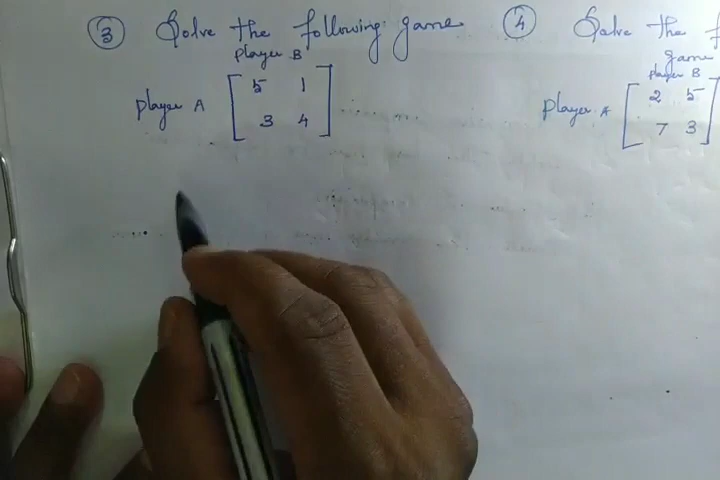 ③ Solve the following game
Player B
Player A [ 5 1
3 4 ]
④ Solve the f
game
Player B
Player A [ 2 5
7 3 ]